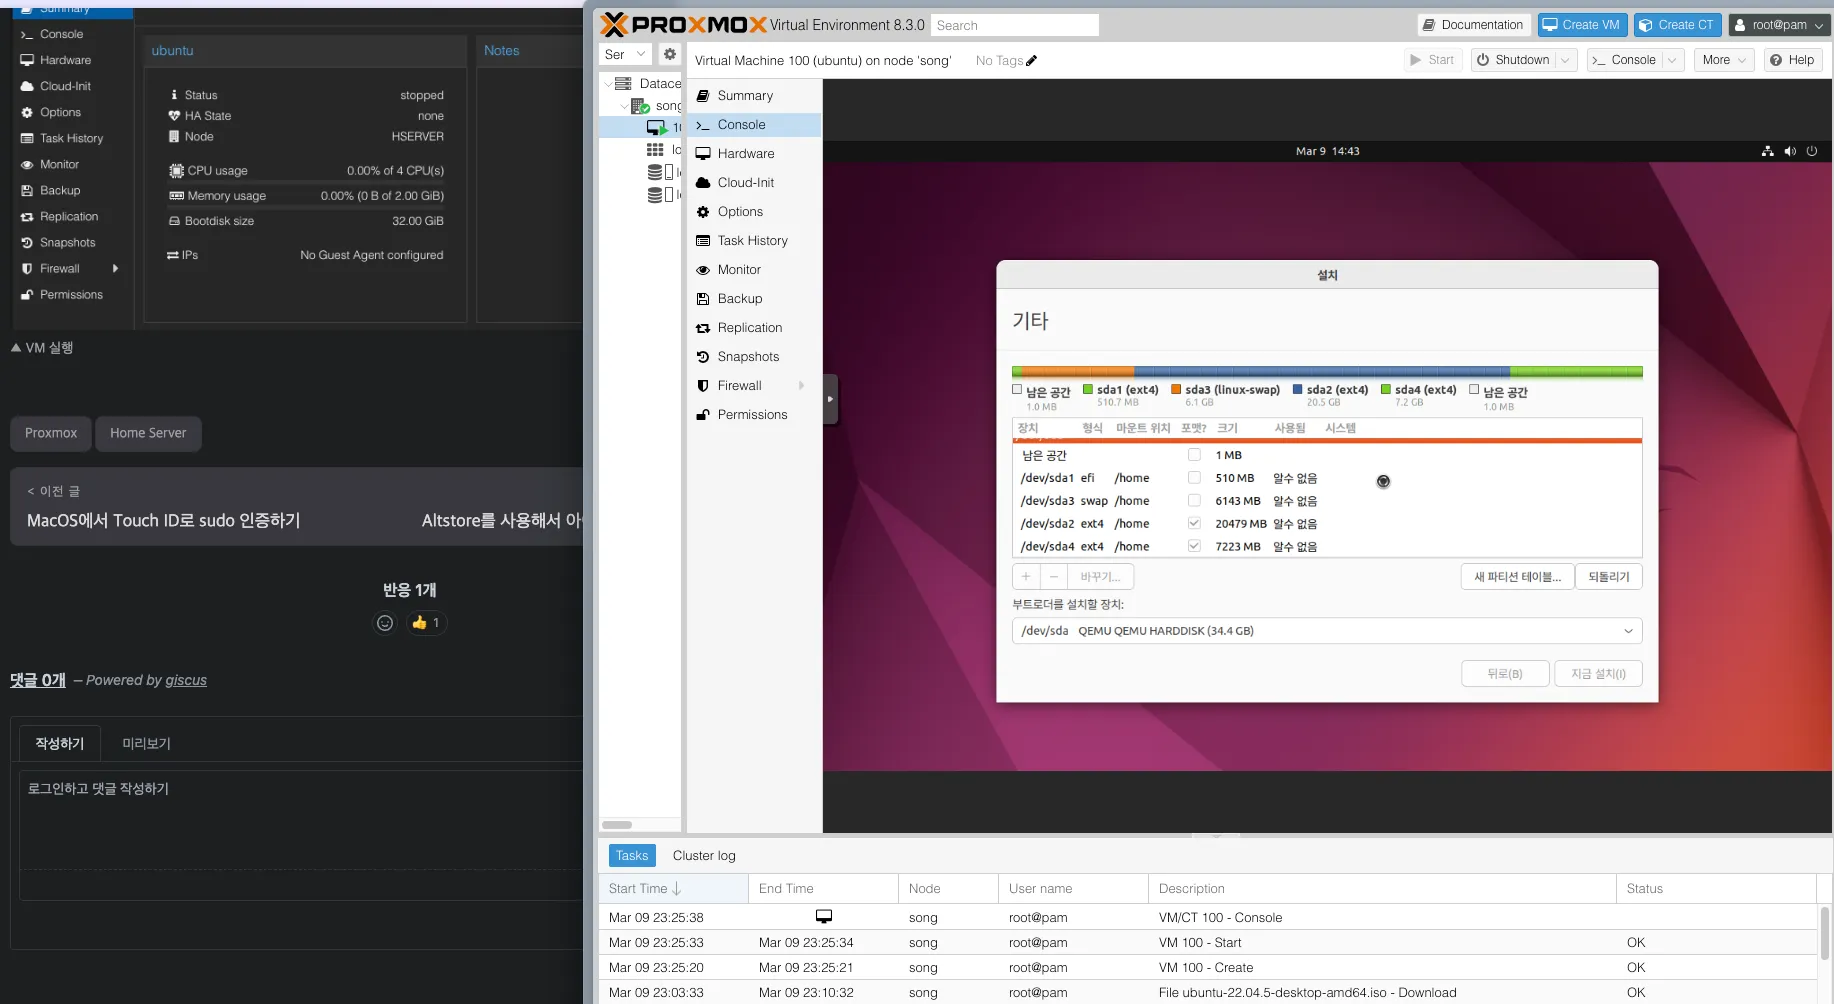 Summary
Console
Hardware
Cloud-Init
Options
Task History
Monitor
Backup
Replication
Snapshots
Firewall
Permissions
ubuntu
Notes
Status stopped
HA State none
Node HSERVER
CPU usage 0.00% of 4 CPU(s)
Memory usage 0.00% (0 B of 2.00 GiB)
Bootdisk size 32.00 GiB
IPs No Guest Agent configured
▲ VM 실행
Proxmox Home Server
< 이전 글
MacOS에서 Touch ID로 sudo 인증하기
Altstore를 사용해서
반응 1개
👍 1
댓글 0개 – Powered by giscus
작성하기 미리보기
로그인하고 댓글 작성하기
PROXMOX Virtual Environment 8.3.0 Search
Documentation Create VM Create CT root@pam
Ser
Virtual Machine 100 (ubuntu) on node 'song' No Tags
Start Shutdown Console More Help
Datace
song
10
Summary
Console
Hardware
Cloud-Init
Options
Task History
Monitor
Backup
Replication
Snapshots
Firewall
Permissions
Mar 9 14:43
설치
기타
남은 공간 sda1 (ext4) sda3 (linux-swap) sda2 (ext4) sda4 (ext4) 남은 공간
1.0 MB 510.7 MB 6.1 GB 20.5 GB 7.2 GB 1.0 MB
장치 형식 마운트 위치 포맷? 크기 사용됨 시스템
남은 공간 1 MB
/dev/sda1 efi /home 510 MB 알수 없음
/dev/sda3 swap /home 6143 MB 알수 없음
/dev/sda2 ext4 /home 20479 MB 알수 없음
/dev/sda4 ext4 /home 7223 MB 알수 없음
+ − 바꾸기... 새 파티션 테이블... 되돌리기
부트로더를 설치할 장치:
/dev/sda QEMU QEMU HARDDISK (34.4 GB)
뒤로(B) 지금 설치(I)
Tasks Cluster log
Start Time ↓ End Time Node User name Description Status
Mar 09 23:25:38 song root@pam VM/CT 100 - Console
Mar 09 23:25:33 Mar 09 23:25:34 song root@pam VM 100 - Start OK
Mar 09 23:25:20 Mar 09 23:25:21 song root@pam VM 100 - Create OK
Mar 09 23:03:33 Mar 09 23:10:32 song root@pam File ubuntu-22.04.5-desktop-amd64.iso - Download OK